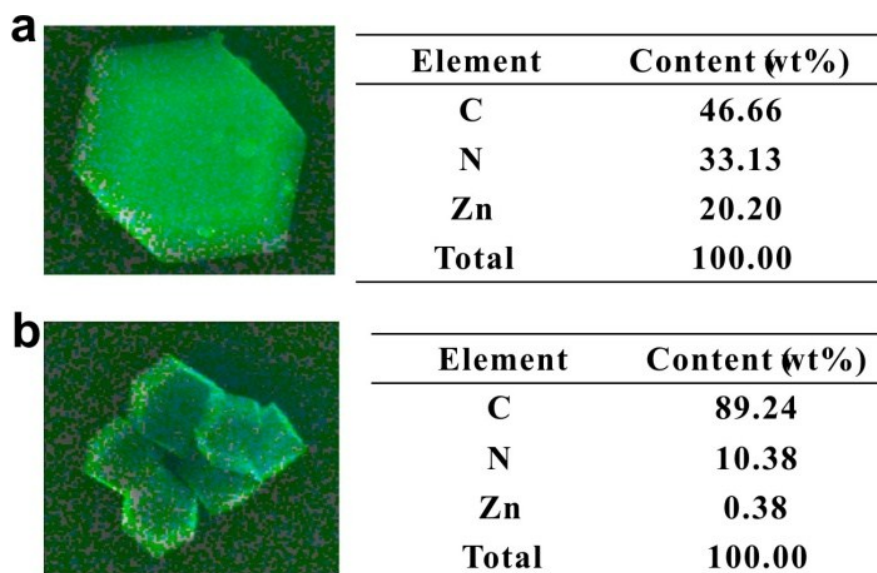 a
Element Content (wt%)
C 46.66
N 33.13
Zn 20.20
Total 100.00
b
Element Content (wt%)
C 89.24
N 10.38
Zn 0.38
Total 100.00